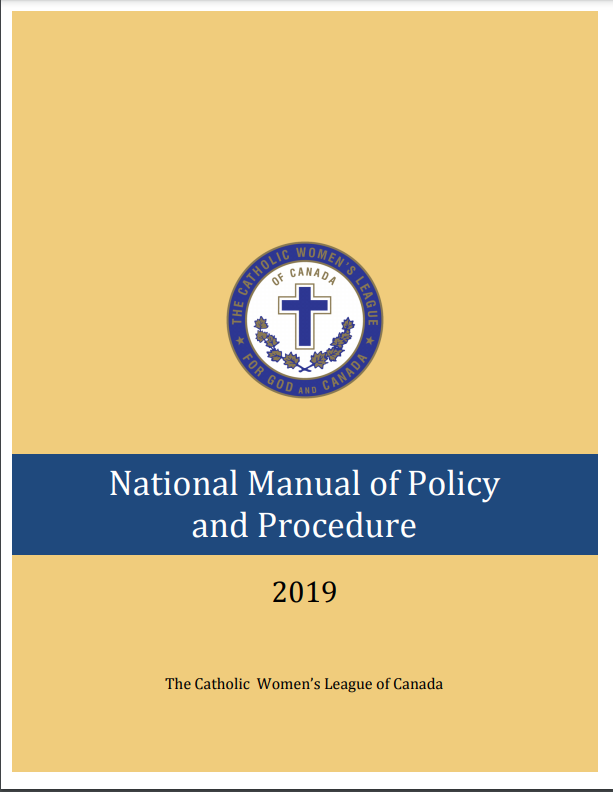 THE CATHOLIC WOMEN'S LEAGUE
OF CANADA
FOR GOD AND CANADA
National Manual of Policy
and Procedure
2019
The Catholic  Women’s League of Canada